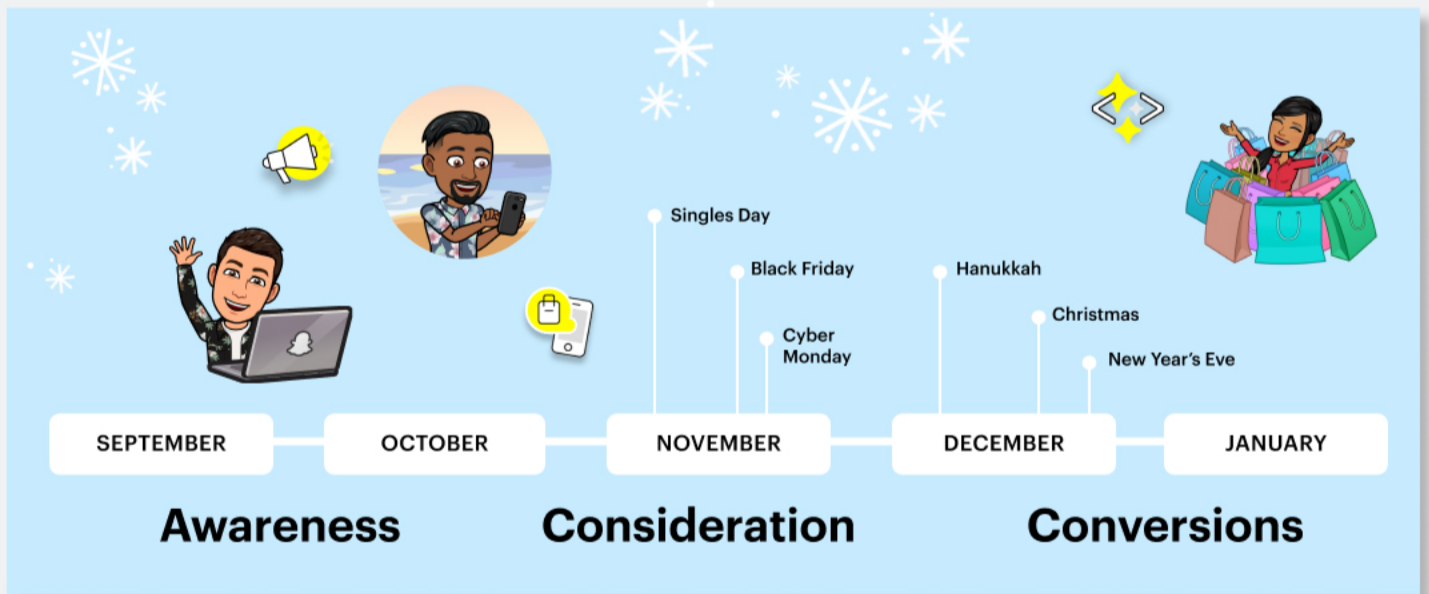 Singles Day
Black Friday
Hanukkah
Christmas
Cyber
Monday
New Year’s Eve
SEPTEMBER
OCTOBER
NOVEMBER
DECEMBER
JANUARY
Awareness
Consideration
Conversions